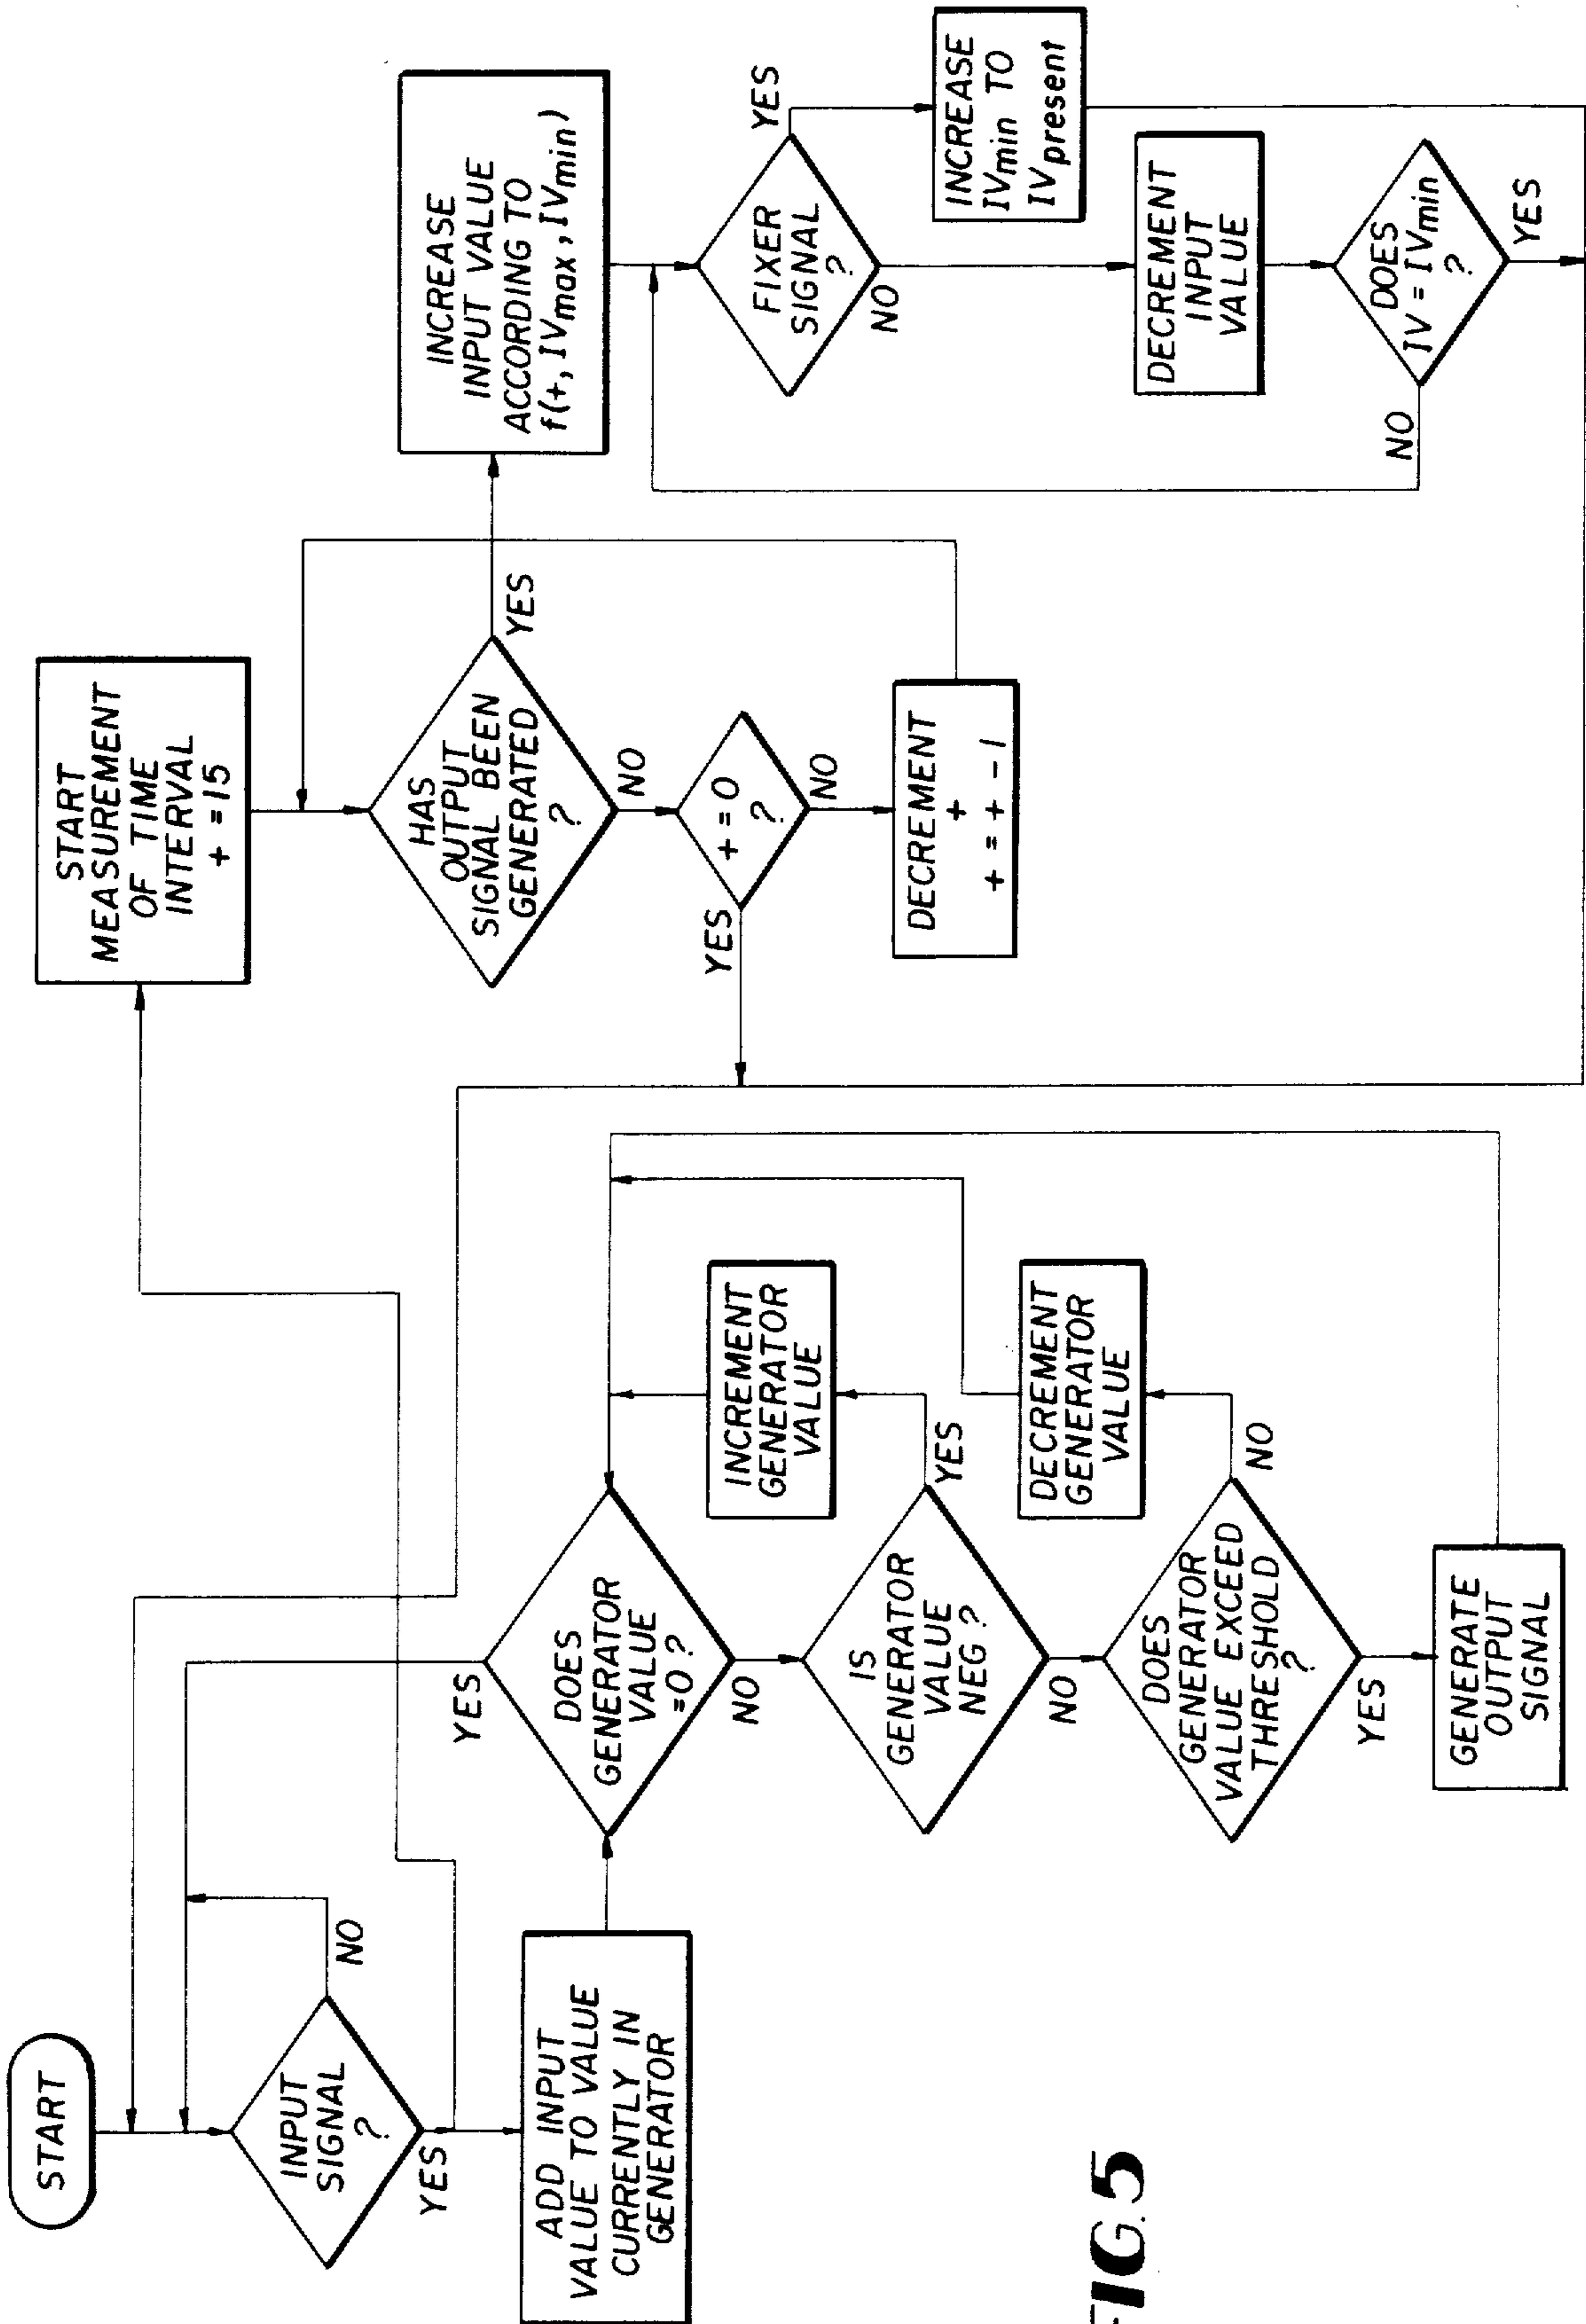 START
INPUT
SIGNAL
?
NO
YES
ADD INPUT
VALUE TO VALUE
CURRENTLY IN
GENERATOR
YES
DOES
GENERATOR
VALUE
=0?
NO
IS
GENERATOR
VALUE
NEG?
YES
NO
INCREMENT
GENERATOR
VALUE
DOES
GENERATOR
VALUE EXCEED
THRESHOLD
?
NO
YES
DECREMENT
GENERATOR
VALUE
GENERATE
OUTPUT
SIGNAL
START
MEASUREMENT
OF TIME
INTERVAL
+ =15
HAS
OUTPUT
SIGNAL BEEN
GENERATED
?
YES
NO
+ = 0
?
YES
NO
DECREMENT
+
+ = + - 1
INCREASE
INPUT VALUE
ACCORDING TO
f(+, IVmax, IVmin)
FIXER
SIGNAL
?
YES
NO
INCREASE
IVmin TO
IVpresent
DECREMENT
INPUT
VALUE
DOES
IV = IVmin
?
NO
YES
FIG. 5